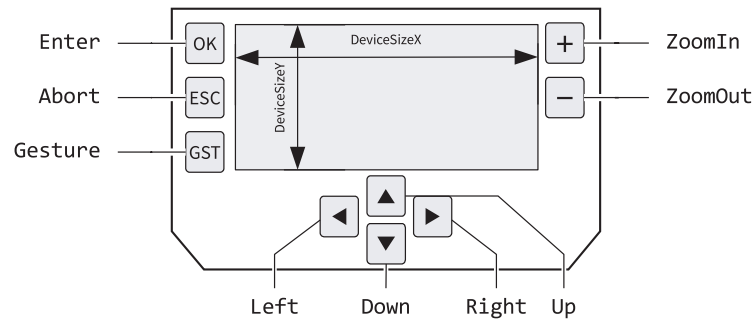 Enter
OK
DeviceSizeX
+
ZoomIn
Abort
ESC
DeviceSizeY
−
ZoomOut
Gesture
GST
Left
Down
Right
Up